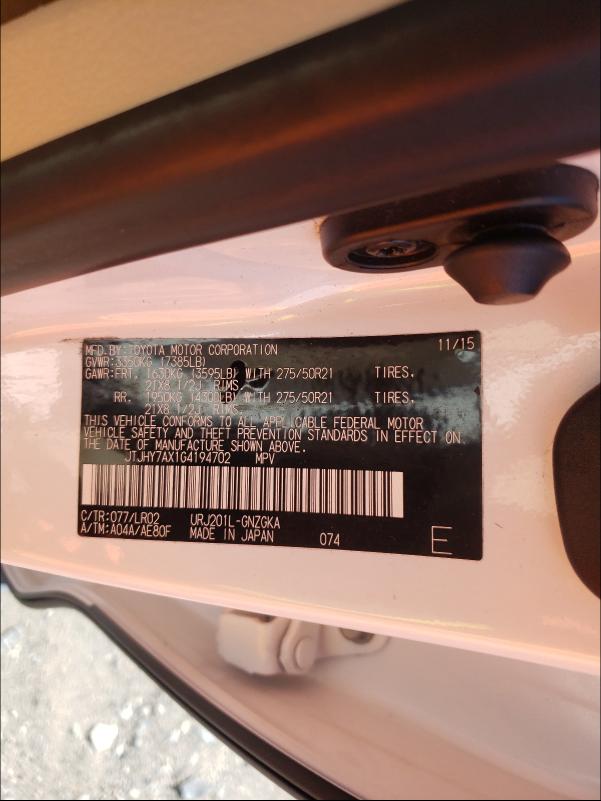 MFD.BY:TOYOTA MOTOR CORPORATION 11/15
GVWR:3350KG (7385LB)
GAWR:FRT. 1630KG (3595LB) WITH 275/50R21 TIRES.
21X8 1/2J RIMS
RR. 1950KG (4300LB) WITH 275/50R21 TIRES.
21X8 1/2J RIMS
THIS VEHICLE CONFORMS TO ALL APPLICABLE FEDERAL MOTOR
VEHICLE SAFETY AND THEFT PREVENTION STANDARDS IN EFFECT ON
THE DATE OF MANUFACTURE SHOWN ABOVE.
JTJHY7AX1G4194702 MPV
C/TR:077/LR02 URJ201L-GNZGKA
A/TM:A04A/AE80F MADE IN JAPAN 074 E